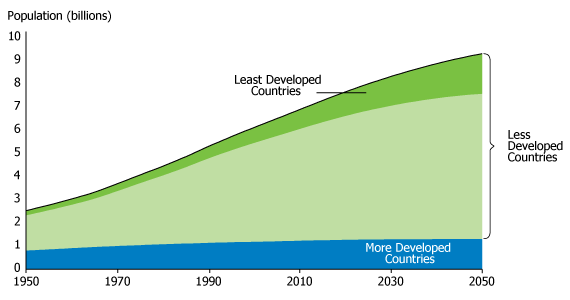 Population (billions)
10
9
8
7
6
5
4
3
2
1
0
Least Developed
Countries
Less
Developed
Countries
More Developed
Countries
1950
1970
1990
2010
2030
2050